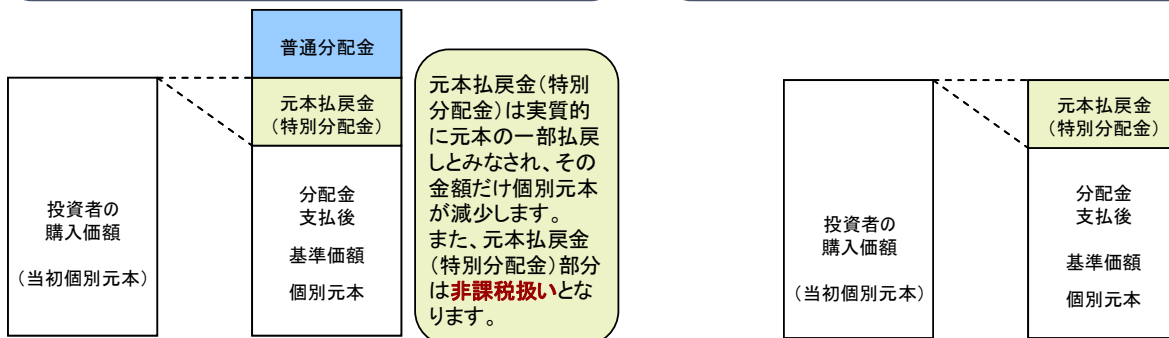 普通分配金
元本払戻金
（特別分配金）
投資者の
購入価額
（当初個別元本）
分配金
支払後
基準価額
個別元本
元本払戻金（特別
分配金）は実質的
に元本の一部払戻
しとみなされ、その
金額だけ個別元本
が減少します。
また、元本払戻金
（特別分配金）部分
は非課税扱いとな
ります。
投資者の
購入価額
（当初個別元本）
元本払戻金
（特別分配金）
分配金
支払後
基準価額
個別元本